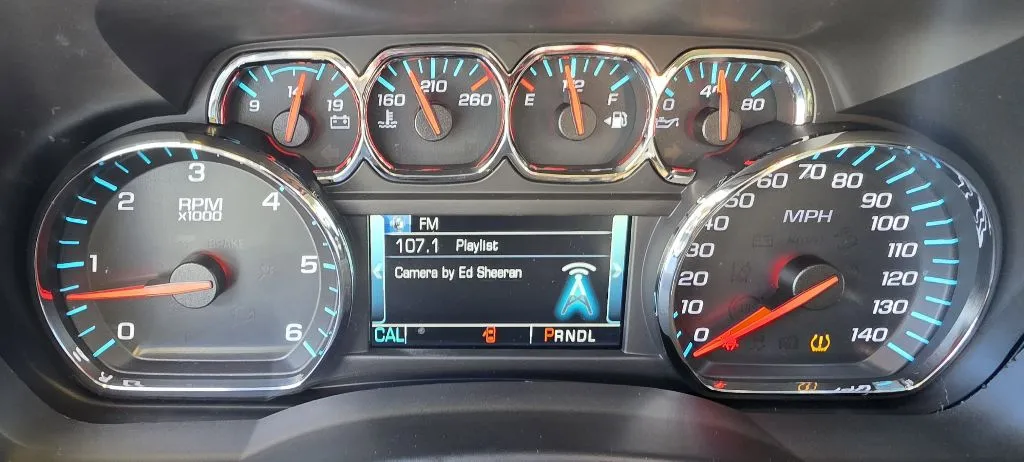 9 14 19
160 210 260
E 1/2 F
0 40 80
0 1 2 3 4 5 6
RPM
x1000
BRAKE
FM
107.1 Playlist
Camera by Ed Sheeran
CAL
PRNDL
0 10 20 30 40 50 60 70 80 90 100 110 120 130 140
MPH